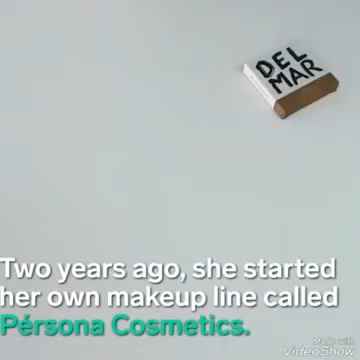 DEL
MAR
Two years ago, she started
her own makeup line called
Pérsona Cosmetics.
Made with
VideoShow